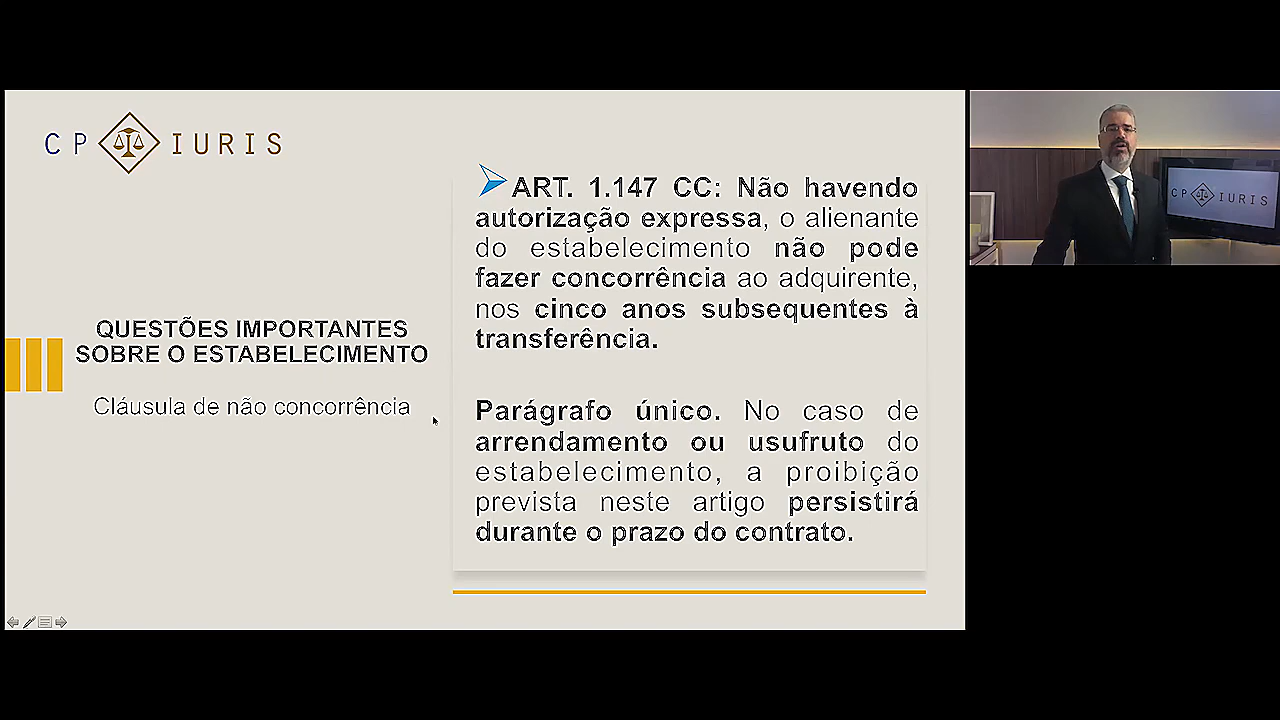 CP IURIS
QUESTÕES IMPORTANTES
SOBRE O ESTABELECIMENTO
Cláusula de não concorrência
ART. 1.147 CC: Não havendo
autorização expressa, o alienante
do estabelecimento não pode
fazer concorrência ao adquirente,
nos cinco anos subsequentes à
transferência.
Parágrafo único. No caso de
arrendamento ou usufruto do
estabelecimento, a proibição
prevista neste artigo persistirá
durante o prazo do contrato.
CP IURIS